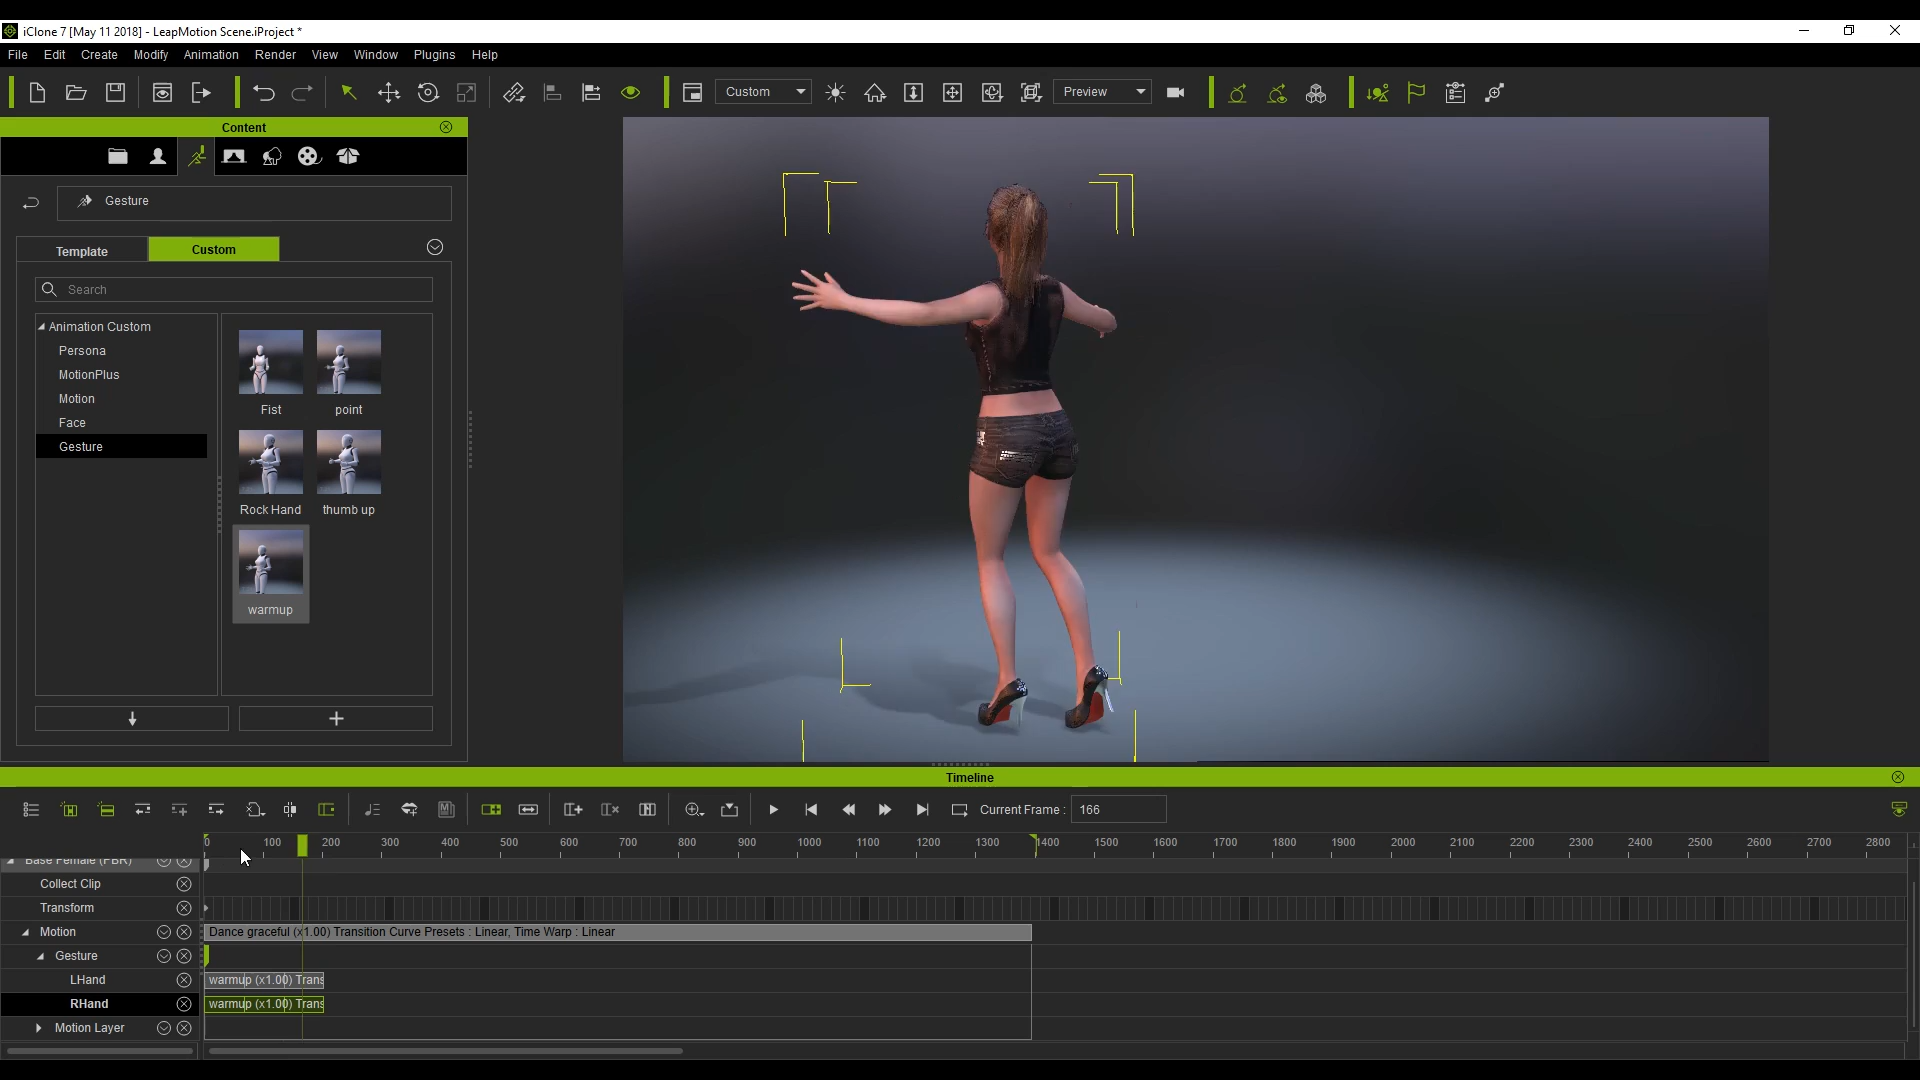 iClone 7 [May 11 2018] - LeapMotion Scene.iProject *
File Edit Create Modify Animation Render View Window Plugins Help
Custom Preview
Content
Gesture
Template Custom
Search
Animation Custom
Persona
MotionPlus
Motion
Face
Gesture
Fist point
Rock Hand thumb up
warmup
Timeline
Current Frame : 166
0 100 200 300 400 500 600 700 800 900 1000 1100 1200 1300 1400 1500 1600 1700 1800 1900 2000 2100 2200 2300 2400 2500 2600 2700 2800
Base Female (PBR)
Collect Clip
Transform
Motion Dance graceful (x1.00) Transition Curve Presets : Linear, Time Warp : Linear
Gesture
LHand warmup (x1.00) Trans
RHand warmup (x1.00) Trans
Motion Layer